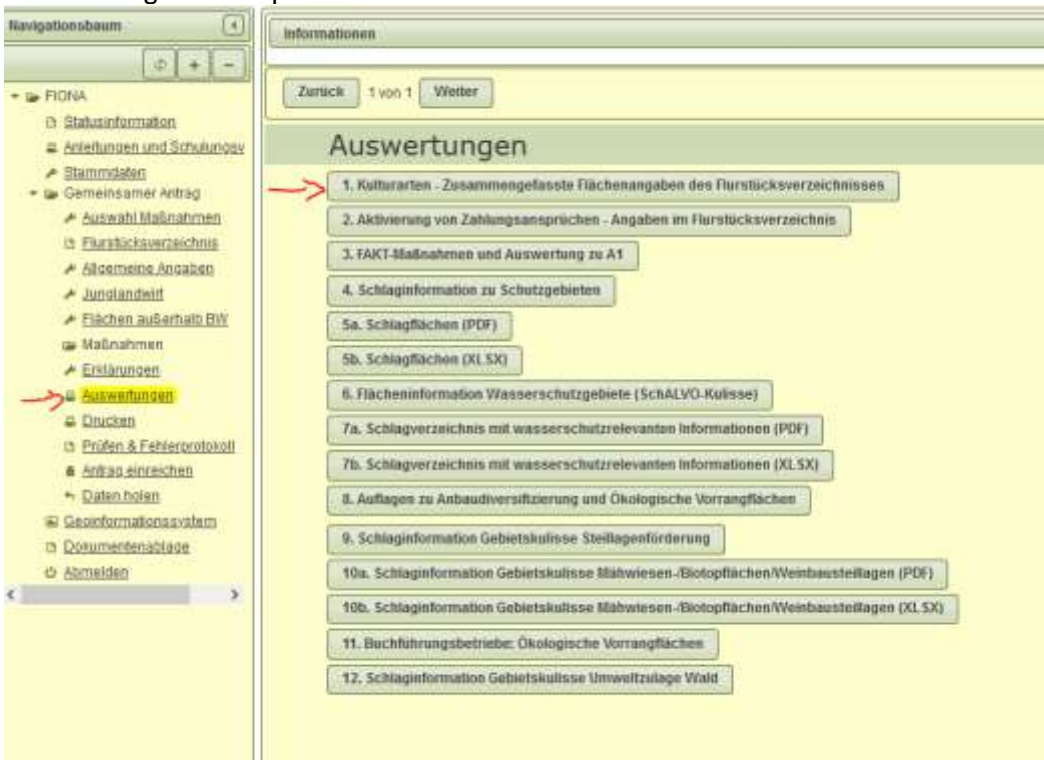 Navigationsbaum
FIONA
Statusinformation
Anleitungen und Schulungsv
Stammdaten
Gemeinsamer Antrag
Auswahl Maßnahmen
Flurstücksverzeichnis
Allgemeine Angaben
Junglandwirt
Flächen außerhalb BW
Maßnahmen
Erklärungen
Auswertungen
Drucken
Prüfen & Fehlerprotokoll
Antrag einreichen
Daten holen
Geoinformationssystem
Dokumentenablage
Abmelden
Informationen
Zurück 1 von 1 Weiter
Auswertungen
1. Kulturarten - Zusammengefasste Flächenangaben des Flurstücksverzeichnisses
2. Aktivierung von Zahlungsansprüchen - Angaben im Flurstücksverzeichnis
3. FAKT-Maßnahmen und Auswertung zu A1
4. Schlaginformation zu Schutzgebieten
5a. Schlagflächen (PDF)
5b. Schlagflächen (XLSX)
6. Flächeninformation Wasserschutzgebiete (SchALVO-Kulisse)
7a. Schlagverzeichnis mit wasserschutzrelevanten Informationen (PDF)
7b. Schlagverzeichnis mit wasserschutzrelevanten Informationen (XLSX)
8. Auflagen zu Anbaudiversifizierung und Ökologische Vorrangflächen
9. Schlaginformation Gebietskulisse Steillagenförderung
10a. Schlaginformation Gebietskulisse Mähwiesen-/Biotopflächen/Weinbausteillagen (PDF)
10b. Schlaginformation Gebietskulisse Mähwiesen-/Biotopflächen/Weinbausteillagen (XLSX)
11. Buchführungsbetriebe: Ökologische Vorrangflächen
12. Schlaginformation Gebietskulisse Umweltzulage Wald